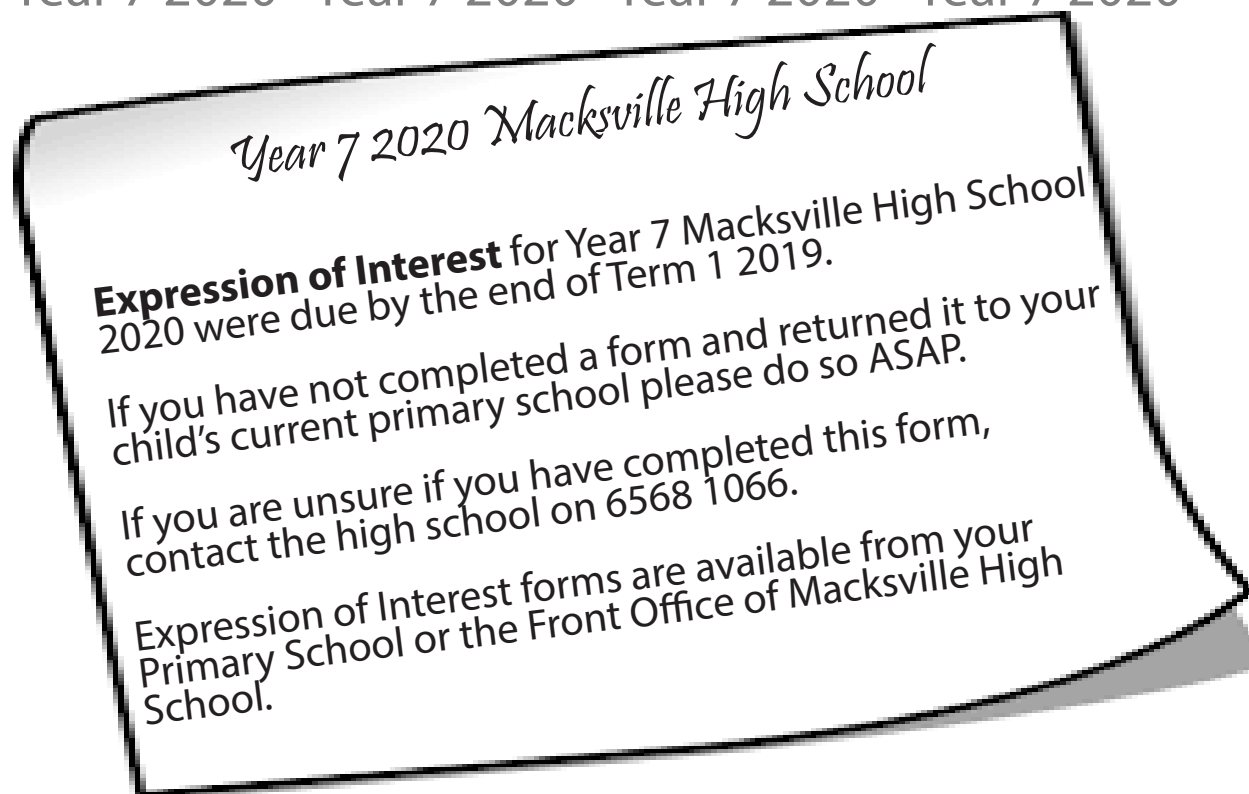 Year 7 2020 Year 7 2020 Year 7 2020 Year 7 2020
Year 7 2020 Macksville High School
Expression of Interest for Year 7 Macksville High School
2020 were due by the end of Term 1 2019.
If you have not completed a form and returned it to your
child's current primary school please do so ASAP.
If you are unsure if you have completed this form,
contact the high school on 6568 1066.
Expression of Interest forms are available from your
Primary School or the Front Office of Macksville High
School.